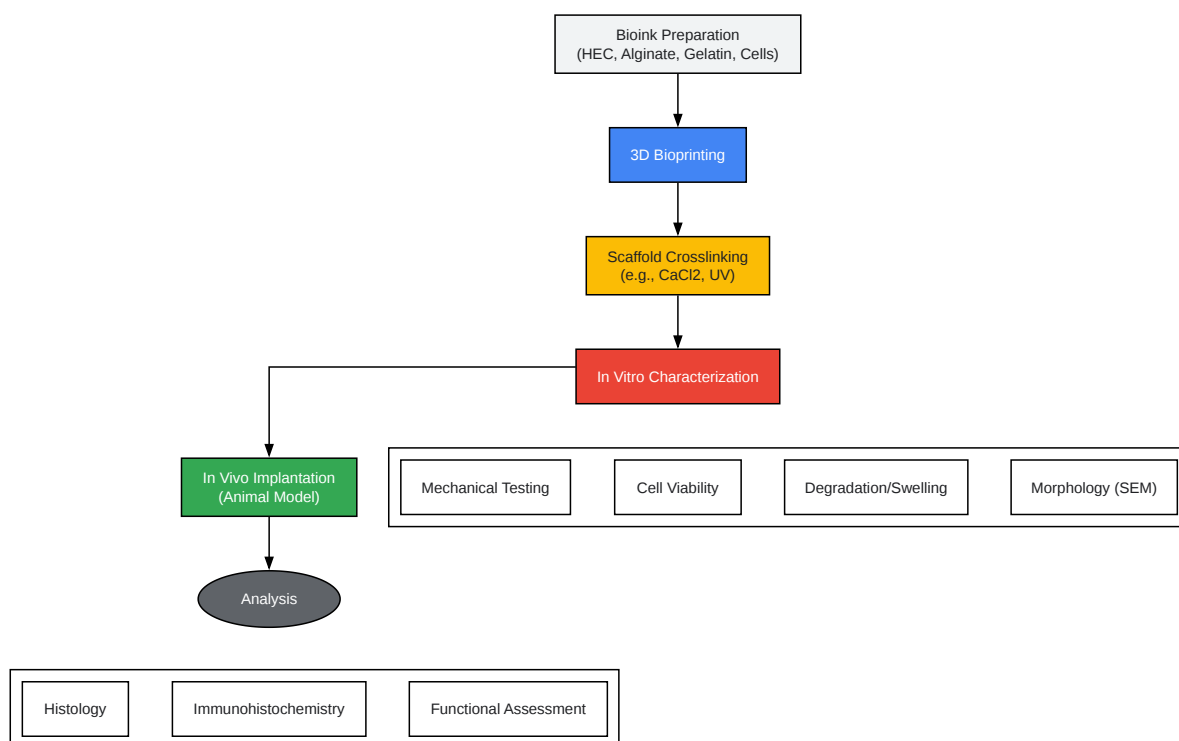 Bioink Preparation
(HEC, Alginate, Gelatin, Cells)
3D Bioprinting
Scaffold Crosslinking
(e.g., CaCl2, UV)
In Vitro Characterization
In Vivo Implantation
(Animal Model)
Mechanical Testing
Cell Viability
Degradation/Swelling
Morphology (SEM)
Analysis
Histology
Immunohistochemistry
Functional Assessment